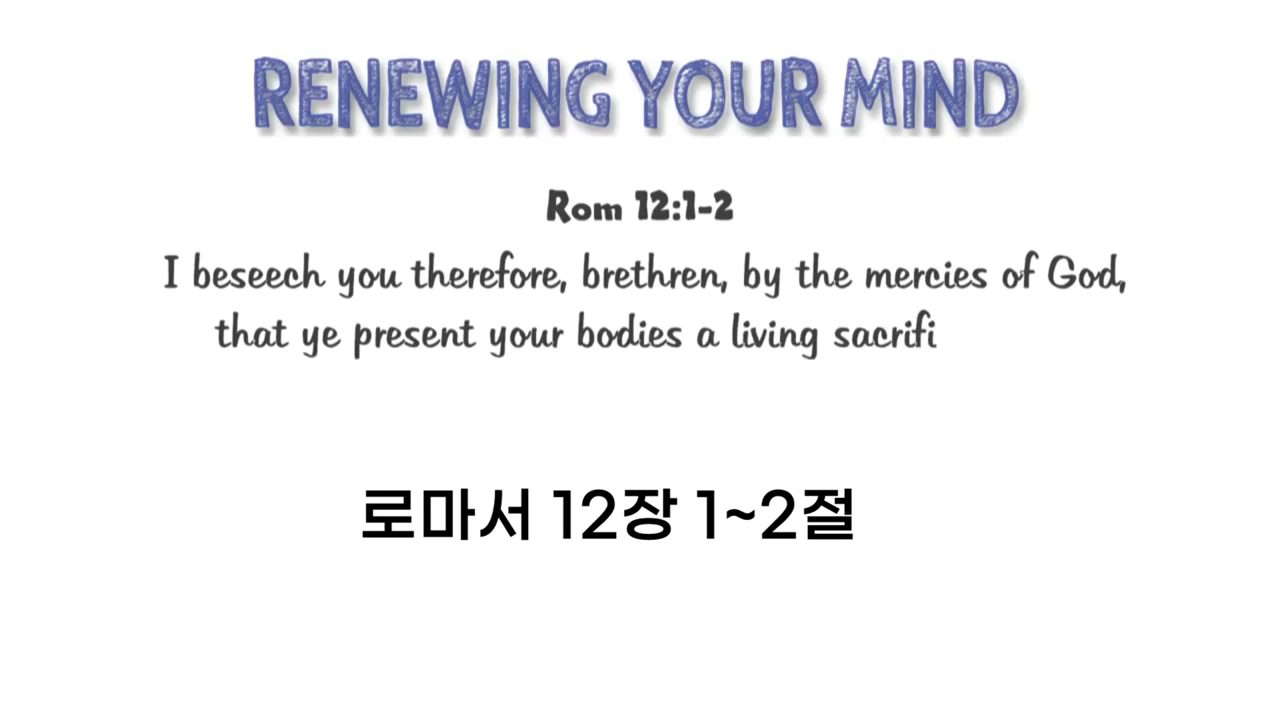 RENEWING YOUR MIND
Rom 12:1-2
I beseech you therefore, brethren, by the mercies of God,
that ye present your bodies a living sacrifi
로마서 12장 1~2절